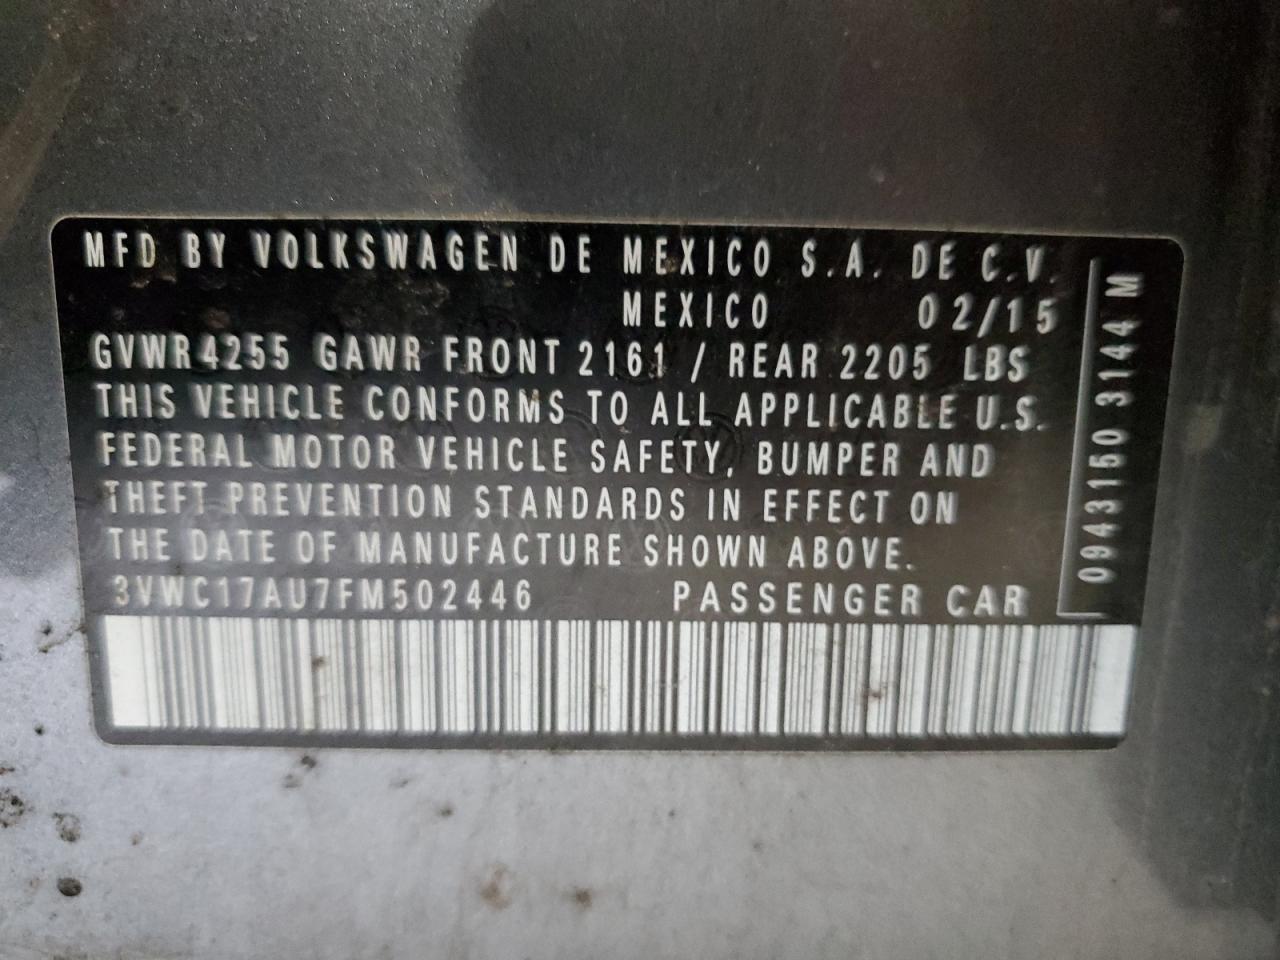 MFD BY VOLKSWAGEN DE MEXICO S.A. DE C.V.
MEXICO 02/15
GVWR 4255 GAWR FRONT 2161 / REAR 2205 LBS
THIS VEHICLE CONFORMS TO ALL APPLICABLE U.S.
FEDERAL MOTOR VEHICLE SAFETY, BUMPER AND
THEFT PREVENTION STANDARDS IN EFFECT ON
THE DATE OF MANUFACTURE SHOWN ABOVE.
3VWC17AU7FM502446 PASSENGER CAR
0943150 3144 M